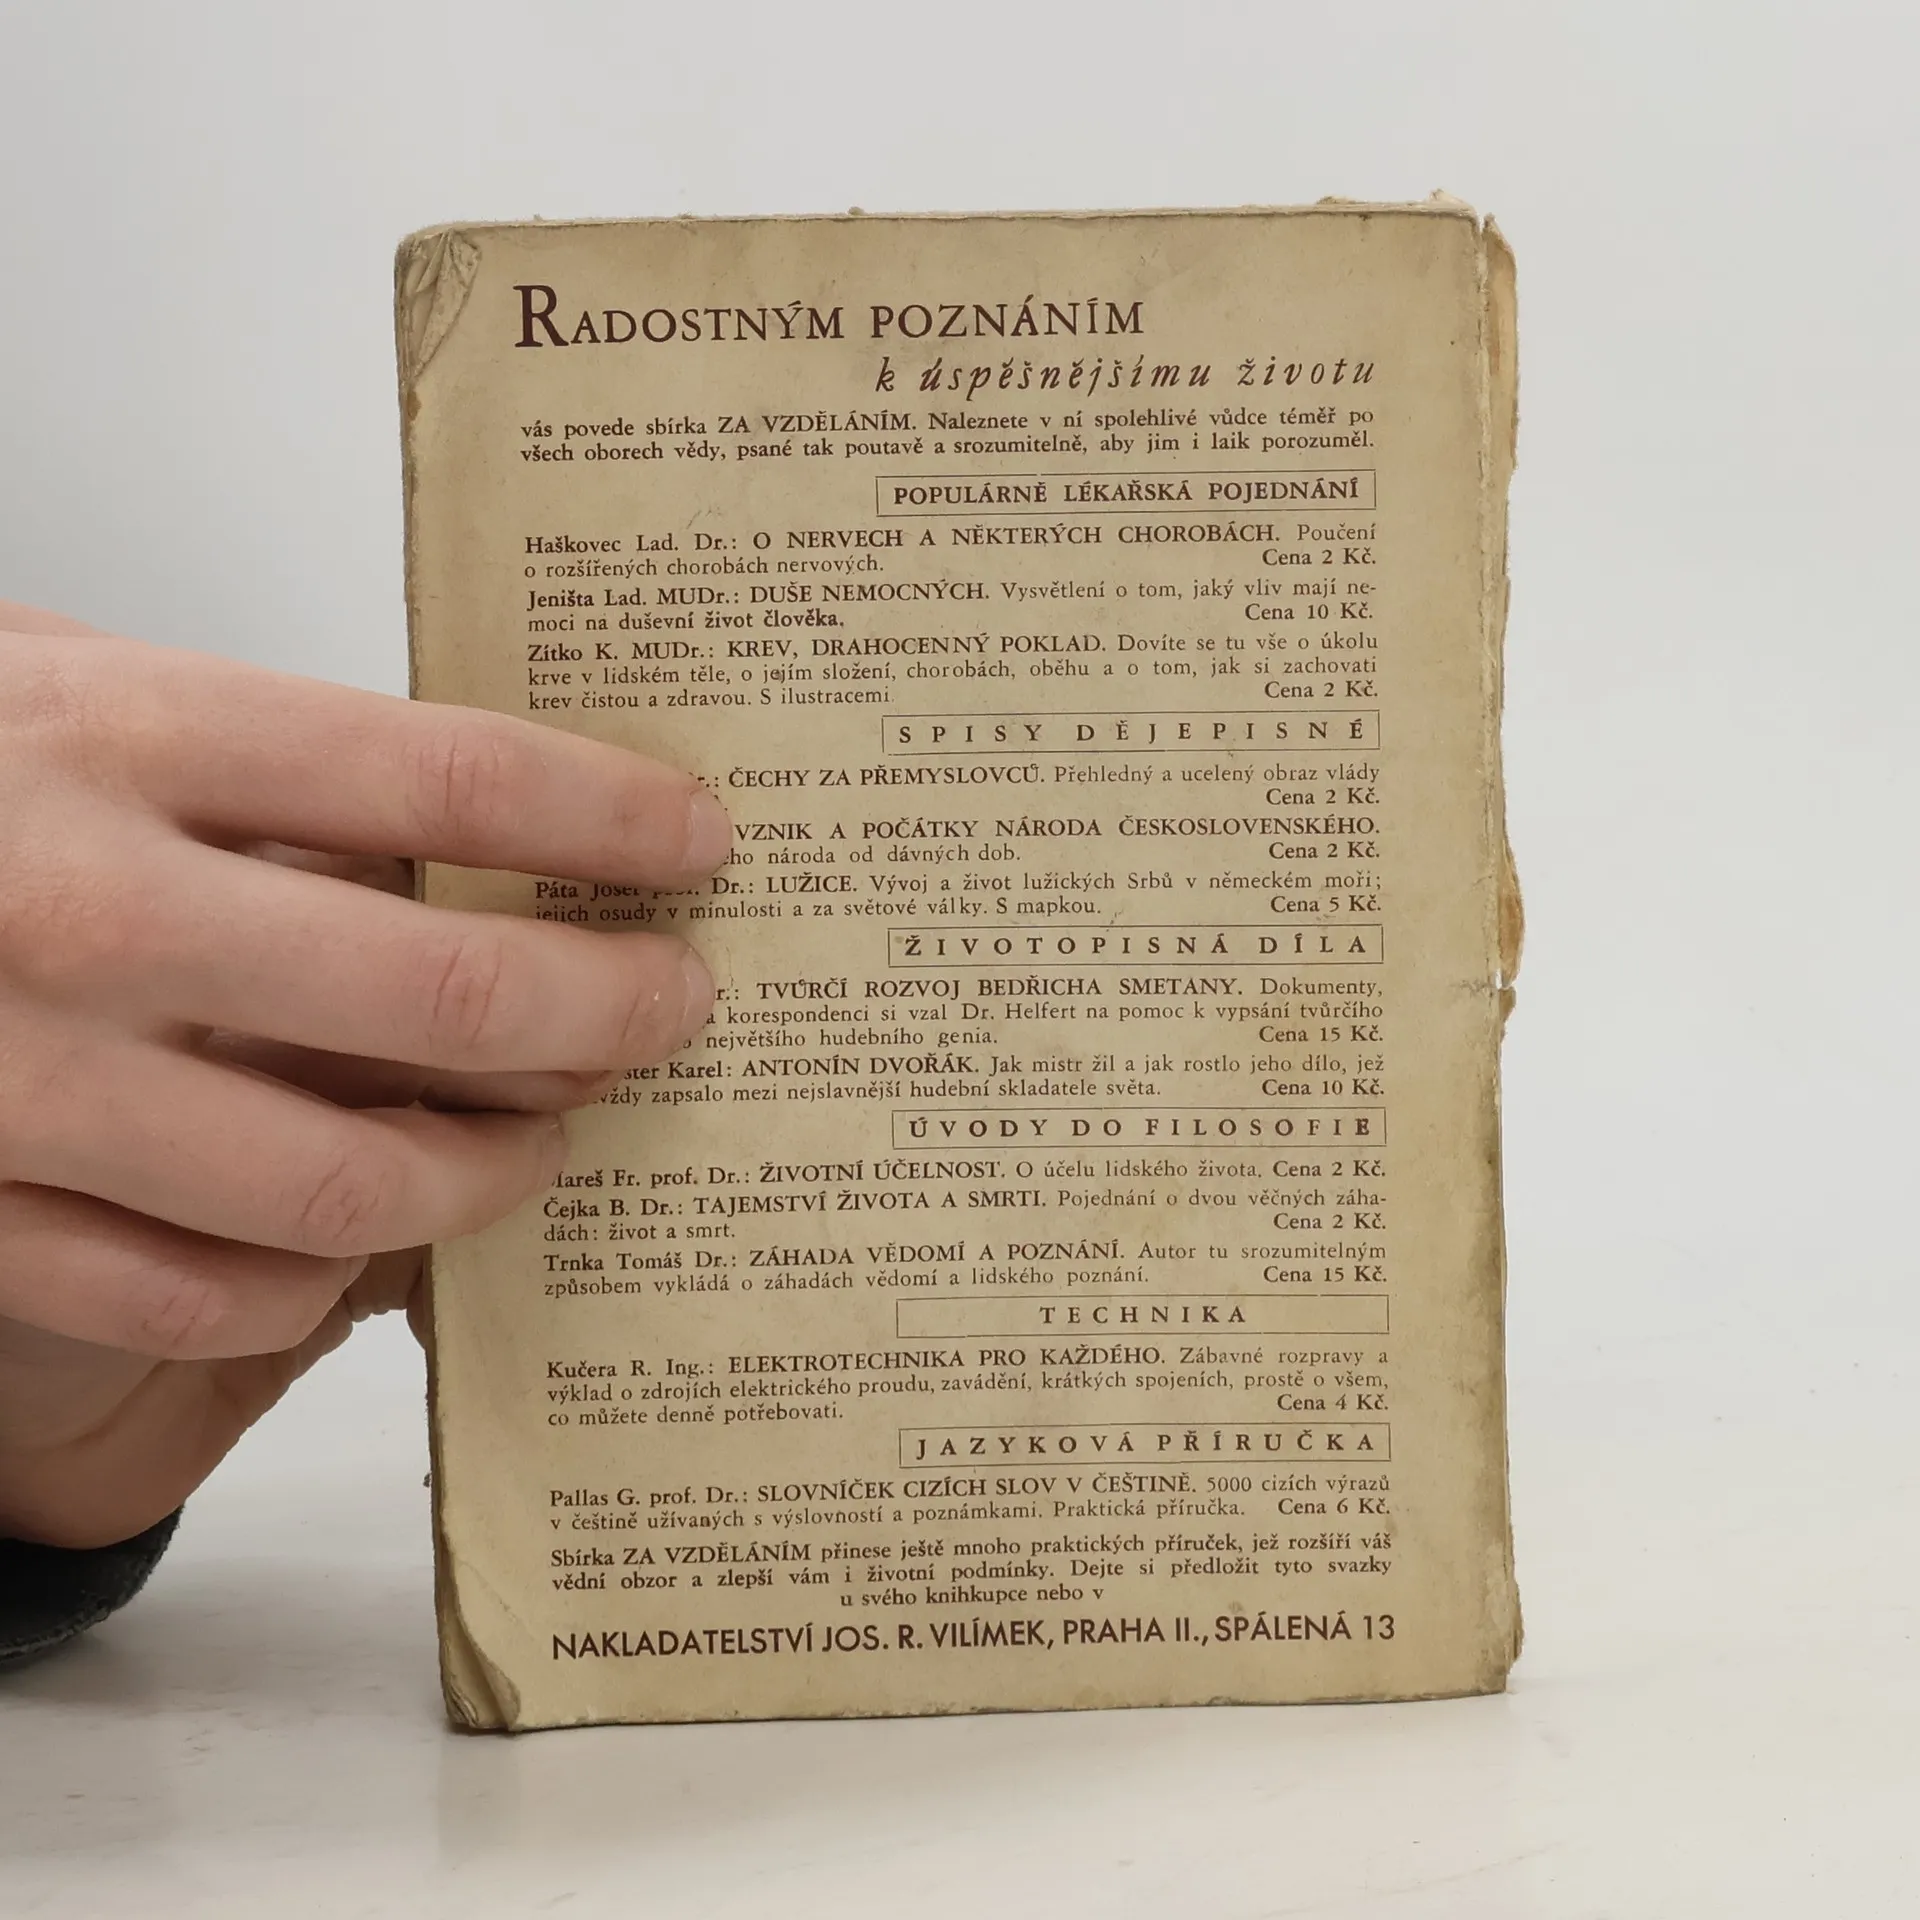 RADOSTNÝM POZNÁNÍM
k úspěšnějšímu životu
vás povede sbírka ZA VZDĚLÁNÍM. Naleznete v ní spolehlivé vůdce téměř po
všech oborech vědy, psané tak poutavě a srozumitelně, aby jim i laik porozuměl.
POPULÁRNĚ LÉKAŘSKÁ POJEDNÁNÍ
Haškovec Lad. Dr.: O NERVECH A NĚKTERÝCH CHOROBÁCH. Poučení
o rozšířených chorobách nervových. Cena 2 Kč.
Jeništa Lad. MUDr.: DUŠE NEMOCNÝCH. Vysvětlení o tom, jaký vliv mají ne-
moci na duševní život člověka. Cena 10 Kč.
Zítko K. MUDr.: KREV, DRAHOCENNÝ POKLAD. Dovíte se tu vše o úkolu
krve v lidském těle, o jejím složení, chorobách, oběhu a o tom, jak si zachovati
krev čistou a zdravou. S ilustracemi. Cena 2 Kč.
SPISY DĚJEPISNÉ
ČECHY ZA PŘEMYSLOVCŮ. Přehledný a ucelený obraz vlády
Cena 2 Kč.
VZNIK A POČÁTKY NÁRODA ČESKOSLOVENSKÉHO.
národa od dávných dob. Cena 2 Kč.
Páta Josef prof. Dr.: LUŽICE. Vývoj a život lužických Srbů v německém moři;
jejich osudy v minulosti a za světové války. S mapkou. Cena 5 Kč.
ŽIVOTOPISNÁ DÍLA
TVŮRČÍ ROZVOJ BEDŘICHA SMETANY. Dokumenty,
a korespondenci si vzal Dr. Helfert na pomoc k vypsání tvůrčího
největšího hudebního genia. Cena 15 Kč.
Karel: ANTONÍN DVOŘÁK. Jak mistr žil a jak rostlo jeho dílo, jež
zapsalo mezi nejslavnější hudební skladatele světa. Cena 10 Kč.
ÚVODY DO FILOSOFIE
Mareš Fr. prof. Dr.: ŽIVOTNÍ ÚČELNOST. O účelu lidského života. Cena 2 Kč.
Čejka B. Dr.: TAJEMSTVÍ ŽIVOTA A SMRTI. Pojednání o dvou věčných záha-
dách: život a smrt. Cena 2 Kč.
Trnka Tomáš Dr.: ZÁHADA VĚDOMÍ A POZNÁNÍ. Autor tu srozumitelným
způsobem vykládá o záhadách vědomí a lidského poznání. Cena 15 Kč.
TECHNIKA
Kučera R. Ing.: ELEKTROTECHNIKA PRO KAŽDÉHO. Zábavné rozpravy a
výklad o zdrojích elektrického proudu, zavádění, krátkých spojeních, prostě o všem,
co můžete denně potřebovati. Cena 4 Kč.
JAZYKOVÁ PŘÍRUČKA
Pallas G. prof. Dr.: SLOVNÍČEK CIZÍCH SLOV V ČEŠTINĚ. 5000 cizích výrazů
v češtině užívaných s výslovností a poznámkami. Praktická příručka. Cena 6 Kč.
Sbírka ZA VZDĚLÁNÍM přinese ještě mnoho praktických příruček, jež rozšíří váš
vědní obzor a zlepší vám i životní podmínky. Dejte si předložit tyto svazky
u svého knihkupce nebo v
NAKLADATELSTVÍ JOS. R. VILÍMEK, PRAHA II., SPÁLENÁ 13